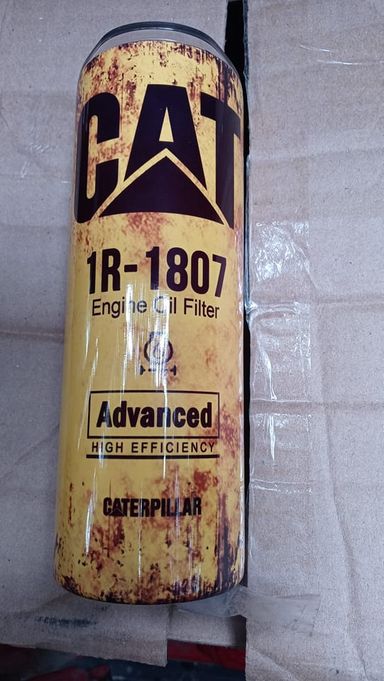 CAT
1R-1807
Engine Oil Filter
Advanced
HIGH EFFICIENCY
CATERPILLAR